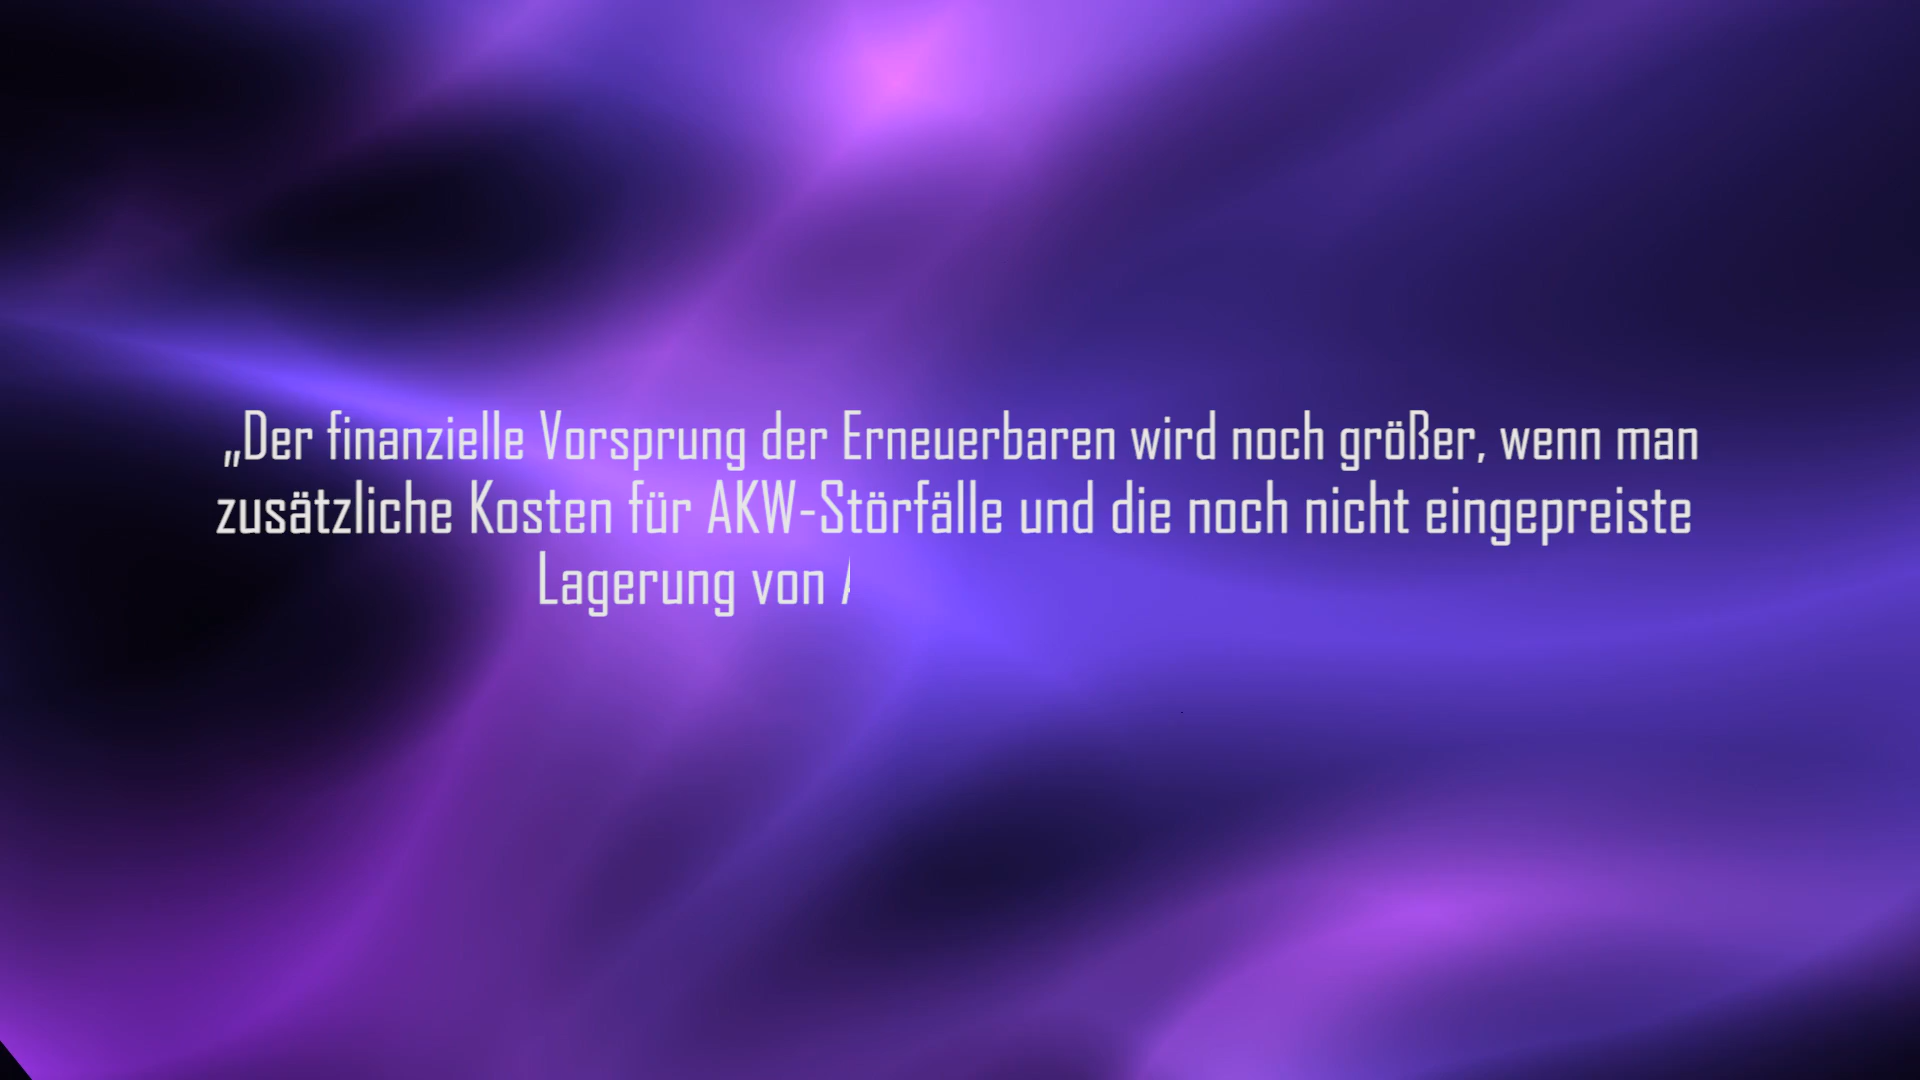 „Der finanzielle Vorsprung der Erneuerbaren wird noch größer, wenn man
zusätzliche Kosten für AKW-Störfälle und die noch nicht eingepreiste
Lagerung von